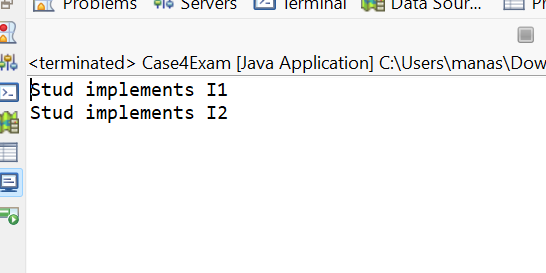 Problems Servers Terminal Data Sour...
<terminated> Case4Exam [Java Application] C:\Users\manas\Dow
Stud implements I1
Stud implements I2